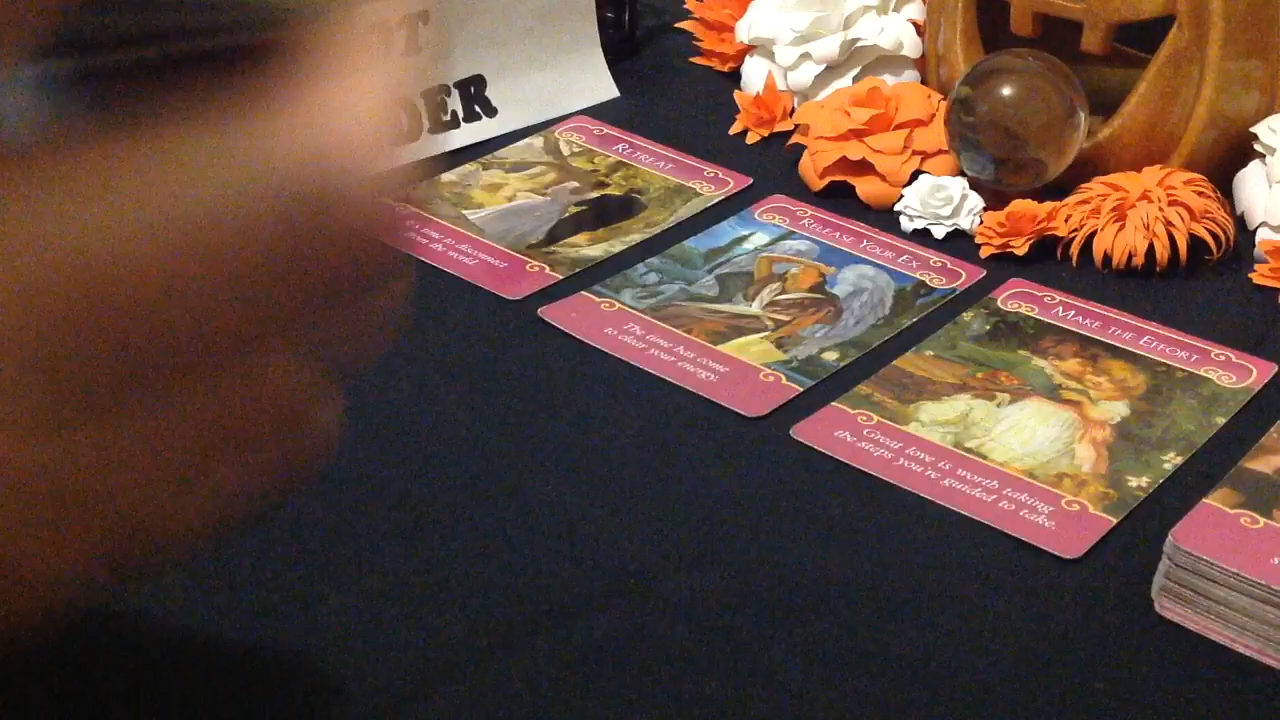 T
DER
RETREAT
time to disconnect
from the world.
RELEASE YOUR EX
The time has come
to clear your energy.
MAKE THE EFFORT
Great love is worth taking
the steps you're guided to take.